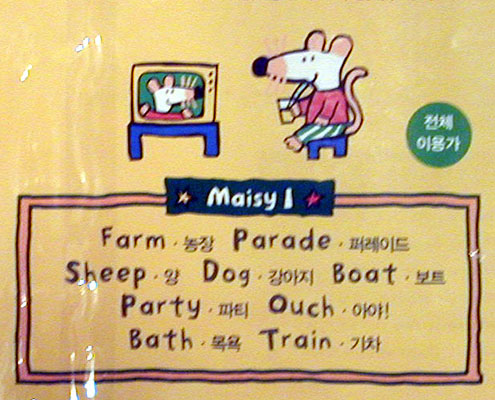 전체
이용가
Maisy 1
Farm · 농장 Parade · 퍼레이드
Sheep · 양 Dog · 강아지 Boat · 보트
Party · 파티 Ouch · 아야!
Bath · 목욕 Train · 기차